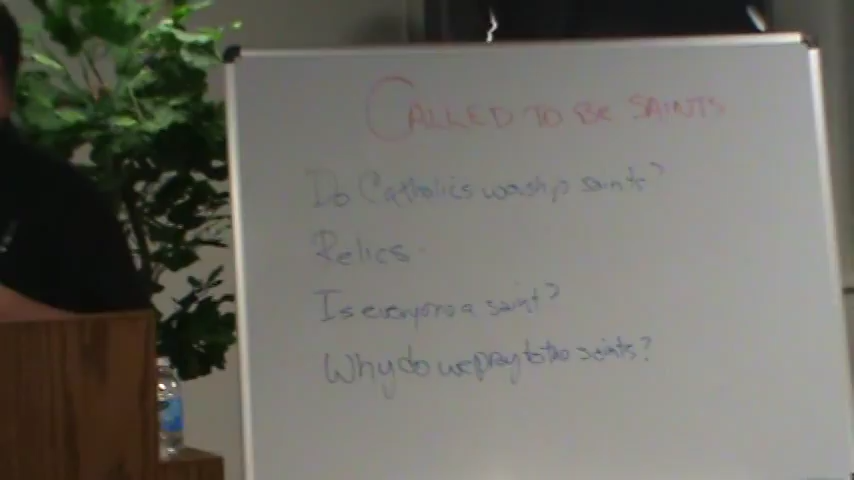 CALLED TO BE SAINTS
Do Catholics worship saints?
Relics
Is everyone a saint?
Why do we pray to the saints?